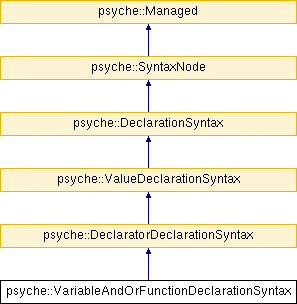 psyche::Managed
psyche::SyntaxNode
psyche::DeclarationSyntax
psyche::ValueDeclarationSyntax
psyche::DeclaratorDeclarationSyntax
psyche::VariableAndOrFunctionDeclarationSyntax